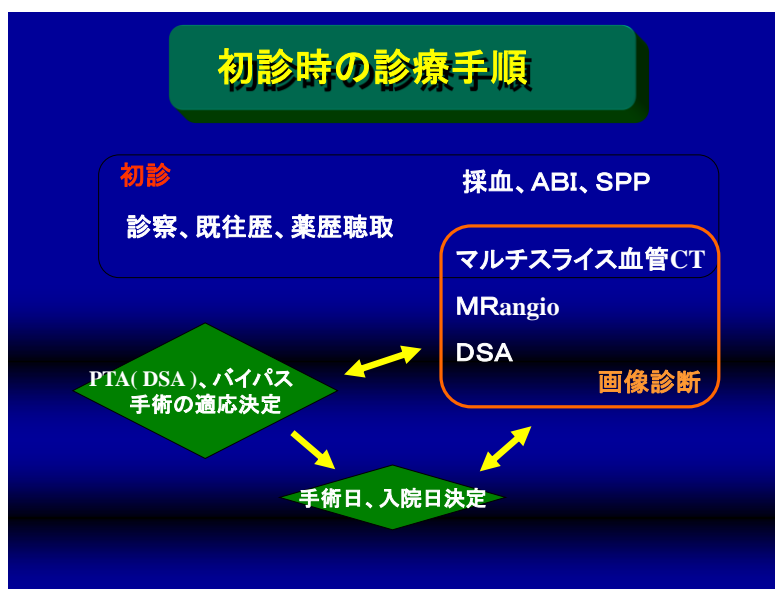 初診時の診療手順
初診
採血、ABI、SPP
診察、既往歴、薬歴聴取
マルチスライス血管CT
MRangio
DSA
画像診断
PTA( DSA )、バイパス
手術の適応決定
手術日、入院日決定